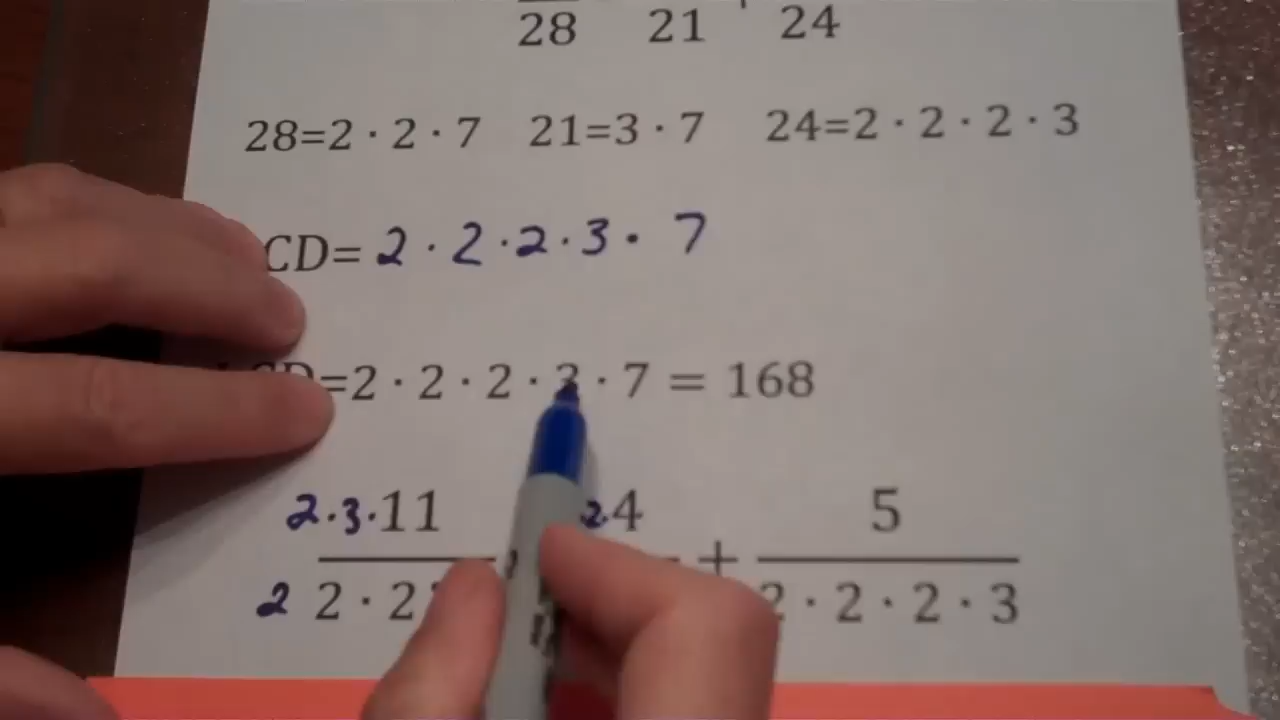 28 21 24
28=2 · 2 · 7 21=3 · 7 24=2 · 2 · 2 · 3
CD= 2 · 2 · 2 · 3 · 7
=2 · 2 · 2 · 3 · 7 = 168
2·3·11 2·4 + 5
2 2 · 2 2 · 2 · 2 · 3